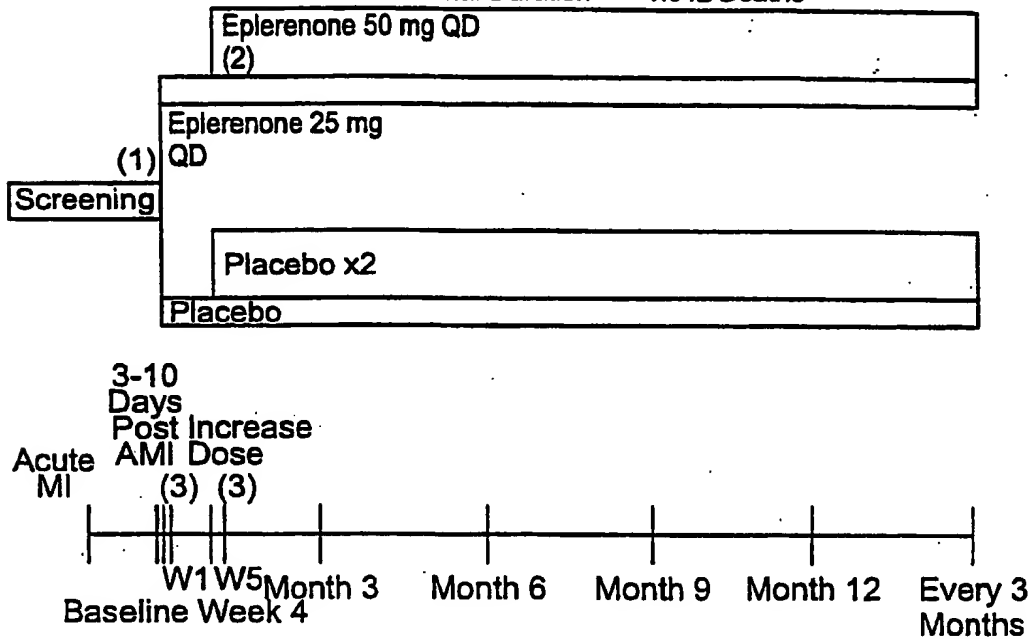 Eplerenone 50 mg QD
(2)
Eplerenone 25 mg
(1) QD
Screening
Placebo x2
Placebo
3-10
Days
Post Increase
Acute AMI Dose
MI (3) (3)
W1 W5 Month 3 Month 6 Month 9 Month 12 Every 3
Baseline Week 4 Months